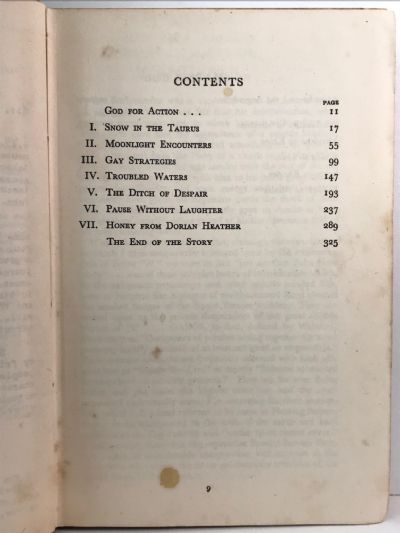 CONTENTS
PAGE
God for Action . . . 11
I. Snow in the Taurus 17
II. Moonlight Encounters 55
III. Gay Strategies 99
IV. Troubled Waters 147
V. The Ditch of Despair 193
VI. Pause Without Laughter 237
VII. Honey from Dorian Heather 289
The End of the Story 325
9